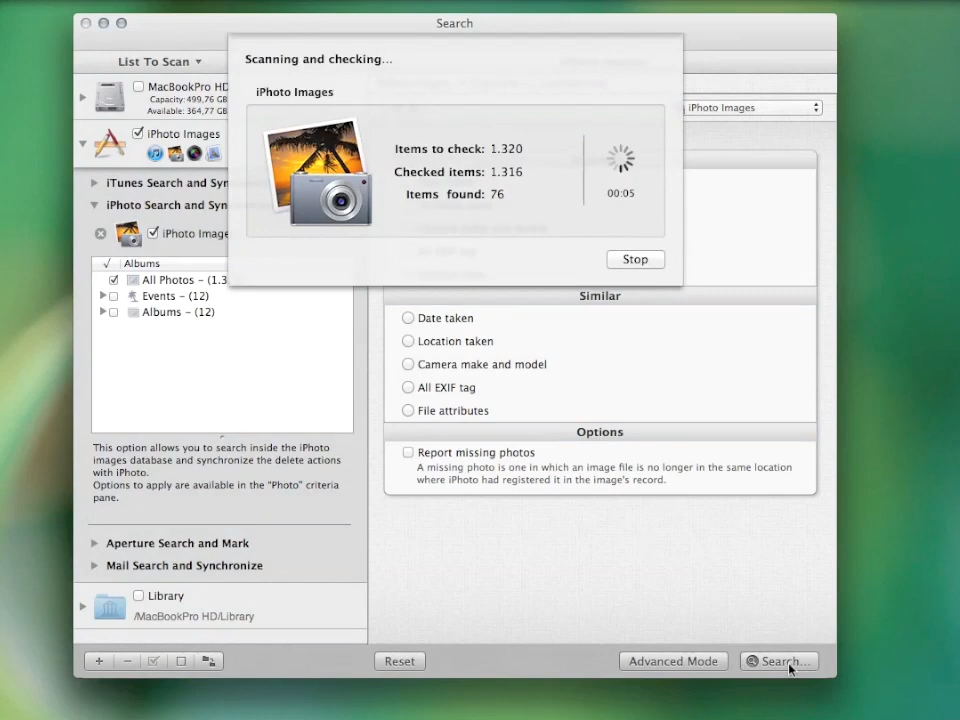 Search
List To Scan
Scanning and checking...
MacBookPro HD
Capacity: 499,76 GB
Available: 364,77 GB
iPhoto Images
iPhoto Images
iPhoto Images
Items to check: 1.320
Checked items: 1.316
Items found: 76
00:05
Stop
iTunes Search and Syn
iPhoto Search and Syn
iPhoto Image
√ Albums
All Photos – (1.3
Events – (12)
Albums – (12)
This option allows you to search inside the iPhoto
images database and synchronize the delete actions
with iPhoto.
Options to apply are available in the "Photo" criteria
pane.
Aperture Search and Mark
Mail Search and Synchronize
Library
/MacBookPro HD/Library
Similar
Date taken
Location taken
Camera make and model
All EXIF tag
File attributes
Options
Report missing photos
A missing photo is one in which an image file is no longer in the same location
where iPhoto had registered it in the image's record.
Reset
Advanced Mode
Search...